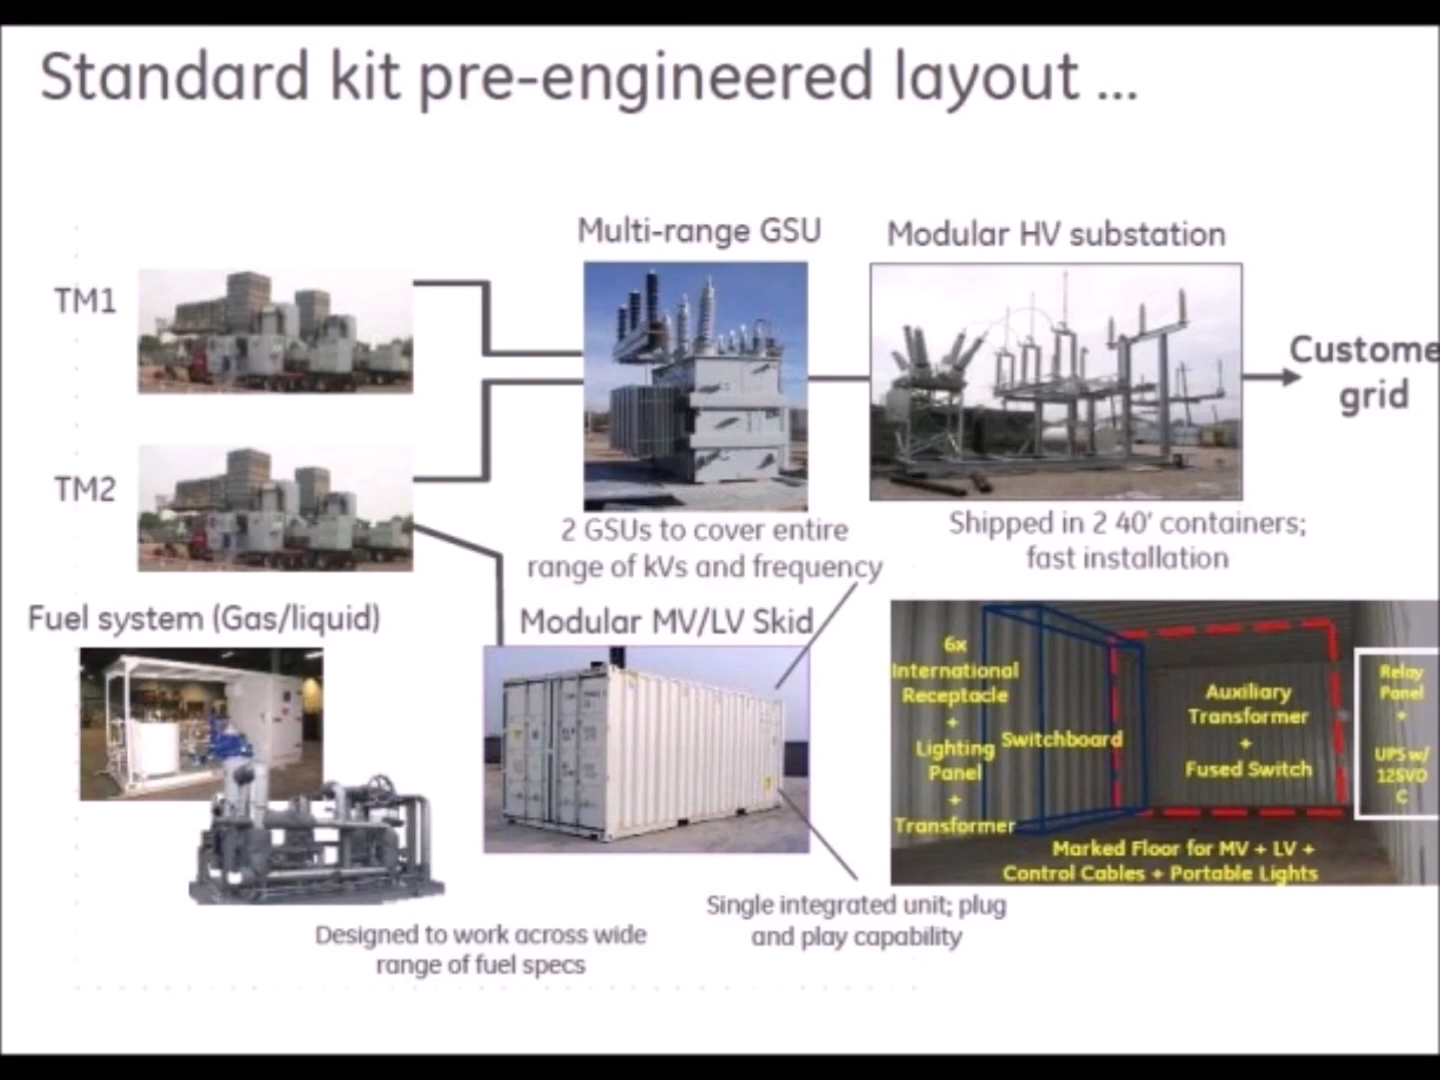 Standard kit pre-engineered layout ...
Multi-range GSU
Modular HV substation
TM1
Custome
grid
TM2
2 GSUs to cover entire
range of kVs and frequency
Shipped in 2 40' containers;
fast installation
Fuel system (Gas/liquid)
Modular MV/LV Skid
6x
International
Receptacle
+
Lighting
Panel
+
Transformer
Switchboard
Auxiliary
Transformer
+
Fused Switch
Relay
Panel
+
UPS w/
125VD
C
Marked Floor for MV + LV +
Control Cables + Portable Lights
Single integrated unit; plug
and play capability
Designed to work across wide
range of fuel specs